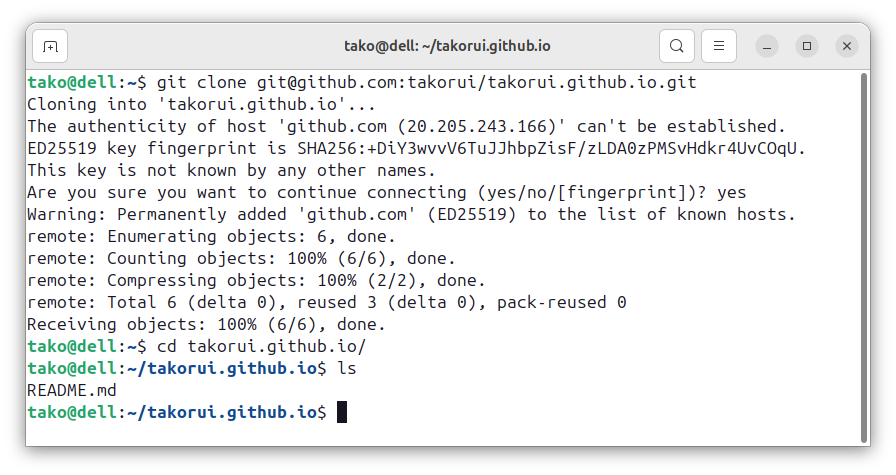 tako@dell: ~/takorui.github.io
tako@dell:~$ git clone git@github.com:takorui/takorui.github.io.git
Cloning into 'takorui.github.io'...
The authenticity of host 'github.com (20.205.243.166)' can't be established.
ED25519 key fingerprint is SHA256:+DiY3wvvV6TuJJhbpZisF/zLDA0zPMSvHdkr4UvCOqU.
This key is not known by any other names.
Are you sure you want to continue connecting (yes/no/[fingerprint])? yes
Warning: Permanently added 'github.com' (ED25519) to the list of known hosts.
remote: Enumerating objects: 6, done.
remote: Counting objects: 100% (6/6), done.
remote: Compressing objects: 100% (2/2), done.
remote: Total 6 (delta 0), reused 3 (delta 0), pack-reused 0
Receiving objects: 100% (6/6), done.
tako@dell:~$ cd takorui.github.io/
tako@dell:~/takorui.github.io$ ls
README.md
tako@dell:~/takorui.github.io$